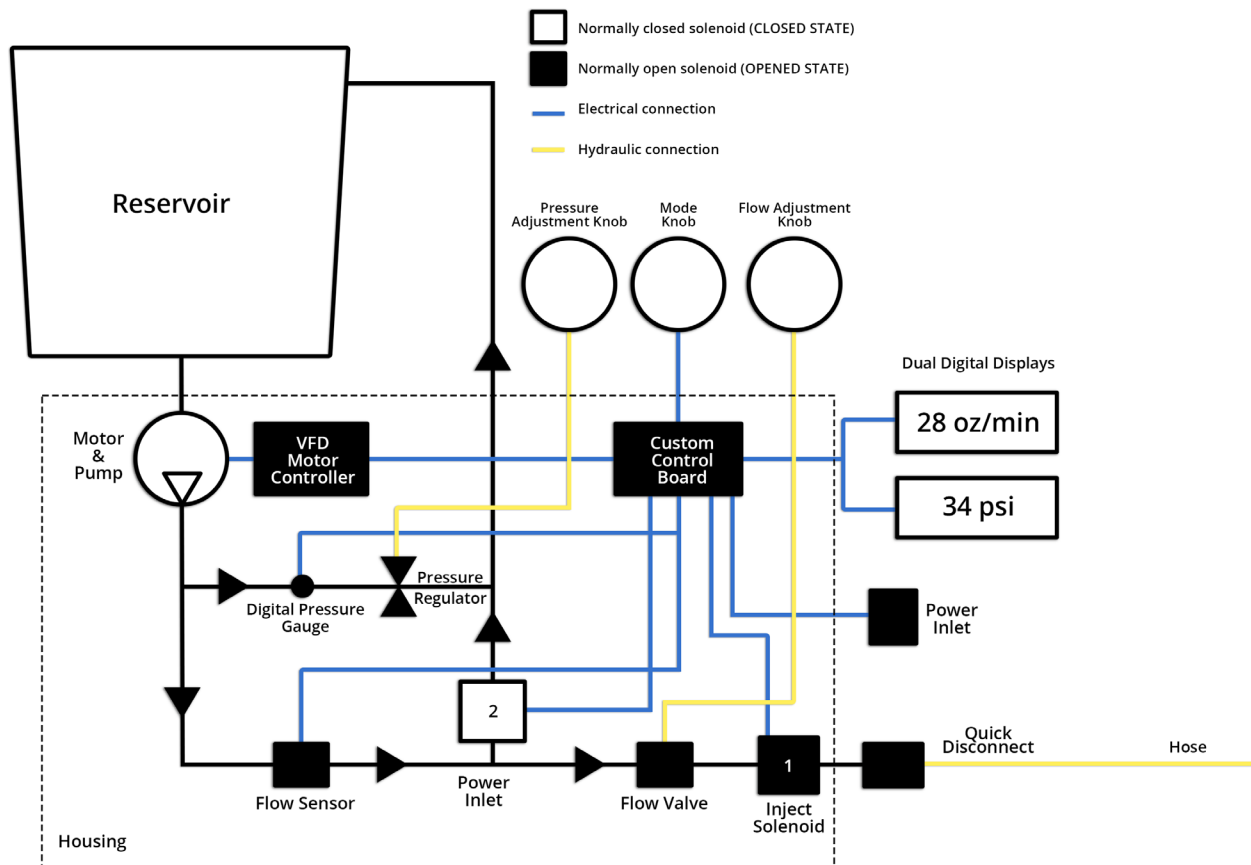 Normally closed solenoid (CLOSED STATE)
Normally open solenoid (OPENED STATE)
Electrical connection
Hydraulic connection
Reservoir
Pressure
Adjustment Knob
Mode
Knob
Flow Adjustment
Knob
Dual Digital Displays
28 oz/min
34 psi
Motor
&
Pump
VFD
Motor
Controller
Custom
Control
Board
Digital Pressure
Gauge
Pressure
Regulator
Power
Inlet
2
Flow Sensor
Power
Inlet
Flow Valve
1
Inject
Solenoid
Quick
Disconnect
Hose
Housing